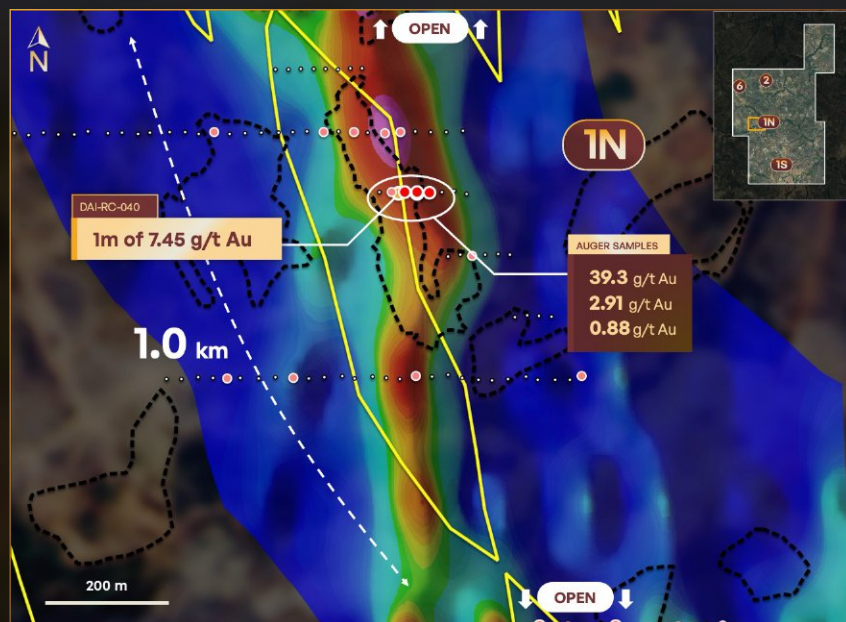 OPEN
N
6
2
1N
1S
1N
DAI-RC-040
1m of 7.45 g/t Au
AUGER SAMPLES
39.3 g/t Au
2.91 g/t Au
0.88 g/t Au
1.0 km
200 m
OPEN